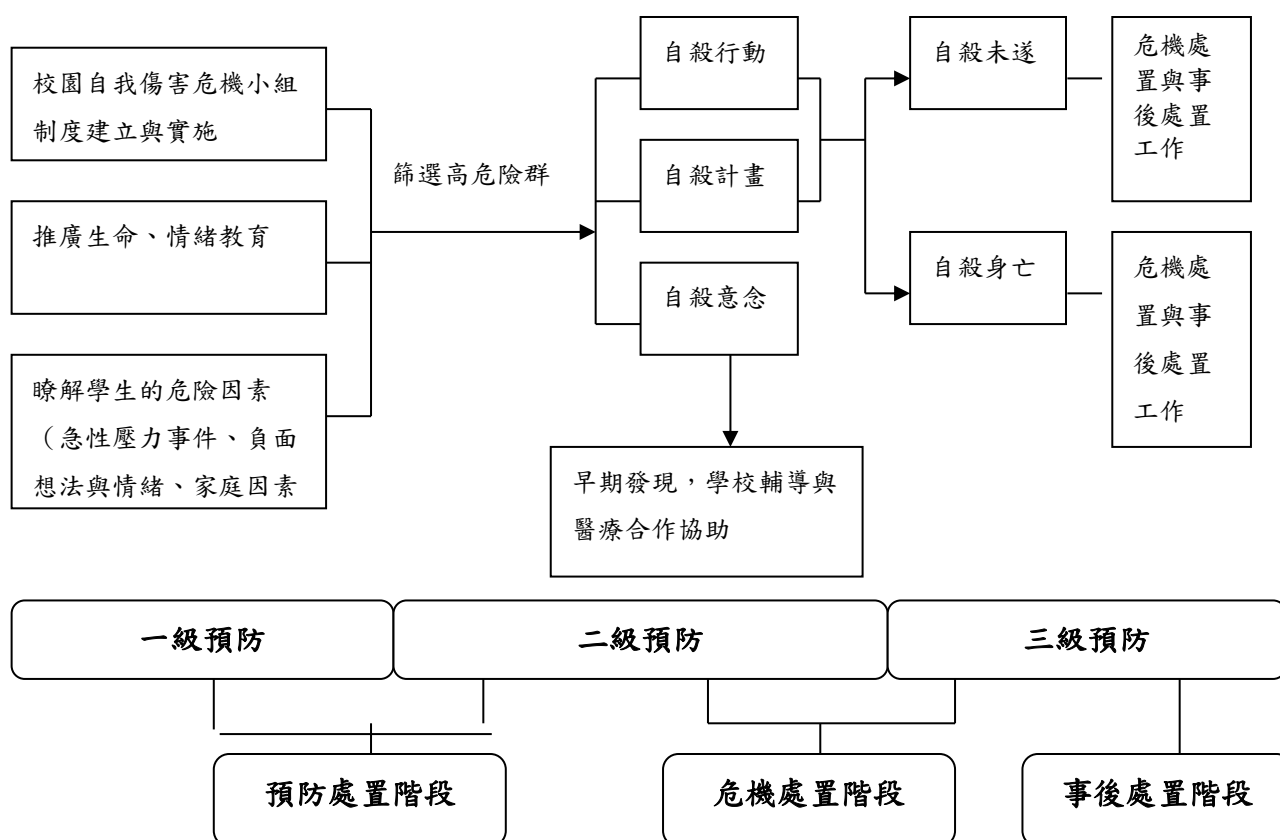 校園自我傷害危機小組
制度建立與實施
推廣生命、情緒教育
瞭解學生的危險因素
（急性壓力事件、負面
想法與情緒、家庭因素
篩選高危險群
自殺行動
自殺計畫
自殺意念
早期發現，學校輔導與
醫療合作協助
自殺未遂
自殺身亡
危機處
置與事
後處置
工作
危機處
置與事
後處置
工作
一級預防
二級預防
三級預防
預防處置階段
危機處置階段
事後處置階段